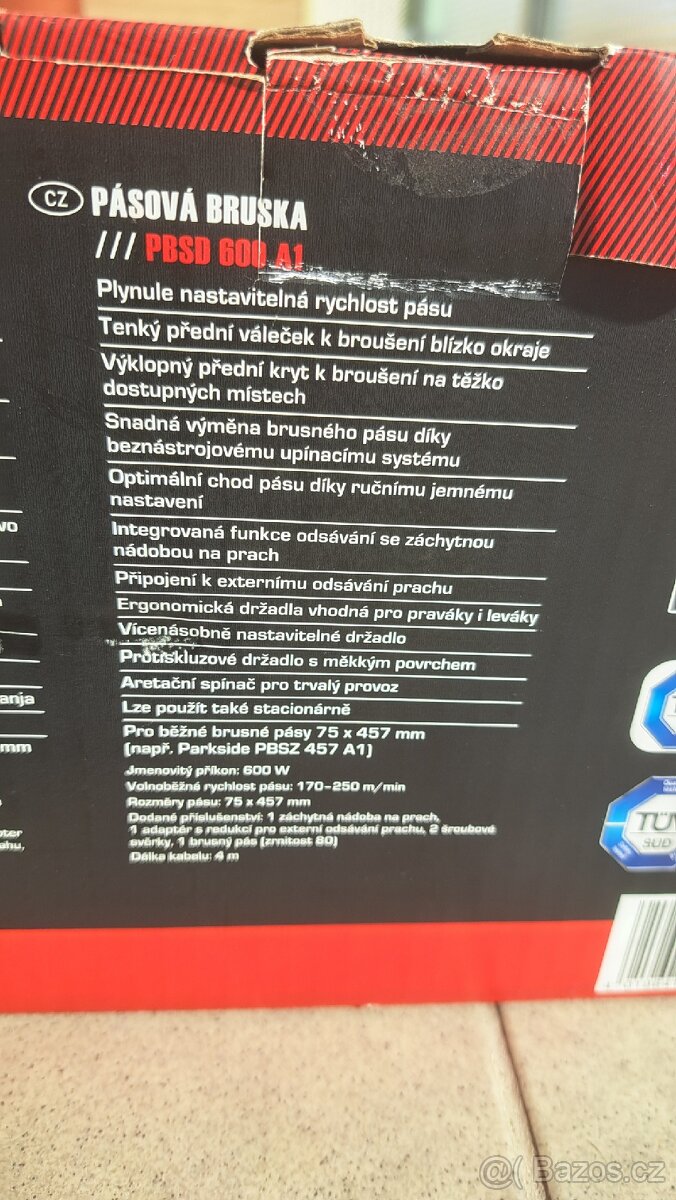 CZ PÁSOVÁ BRUSKA
/// PBSD 600 A1
Plynule nastavitelná rychlost pásu
Tenký přední váleček k broušení blízko okraje
Výklopný přední kryt k broušení na těžko
dostupných místech
Snadná výměna brusného pásu díky
beznástrojovému upínacímu systému
Optimální chod pásu díky ručnímu jemnému
nastavení
Integrovaná funkce odsávání se záchytnou
nádobou na prach
Připojení k externímu odsávání prachu
Ergonomická držadla vhodná pro praváky i leváky
Vícenásobně nastavitelné držadlo
Protiskluzové držadlo s měkkým povrchem
Aretační spínač pro trvalý provoz
Lze použít také stacionárně
Pro běžné brusné pásy 75 x 457 mm
(např. Parkside PBSZ 457 A1)
Jmenovitý příkon: 600 W
Volnoběžná rychlost pásu: 170–250 m/min
Rozměry pásu: 75 x 457 mm
Dodané příslušenství: 1 záchytná nádoba na prach,
1 adaptér s redukcí pro externí odsávání prachu, 2 šroubové
svěrky, 1 brusný pás (zrnitost 80)
Délka kabelu: 4 m
anja
mm
ahu,
TÜV
SÜD
@( Bazos.cz